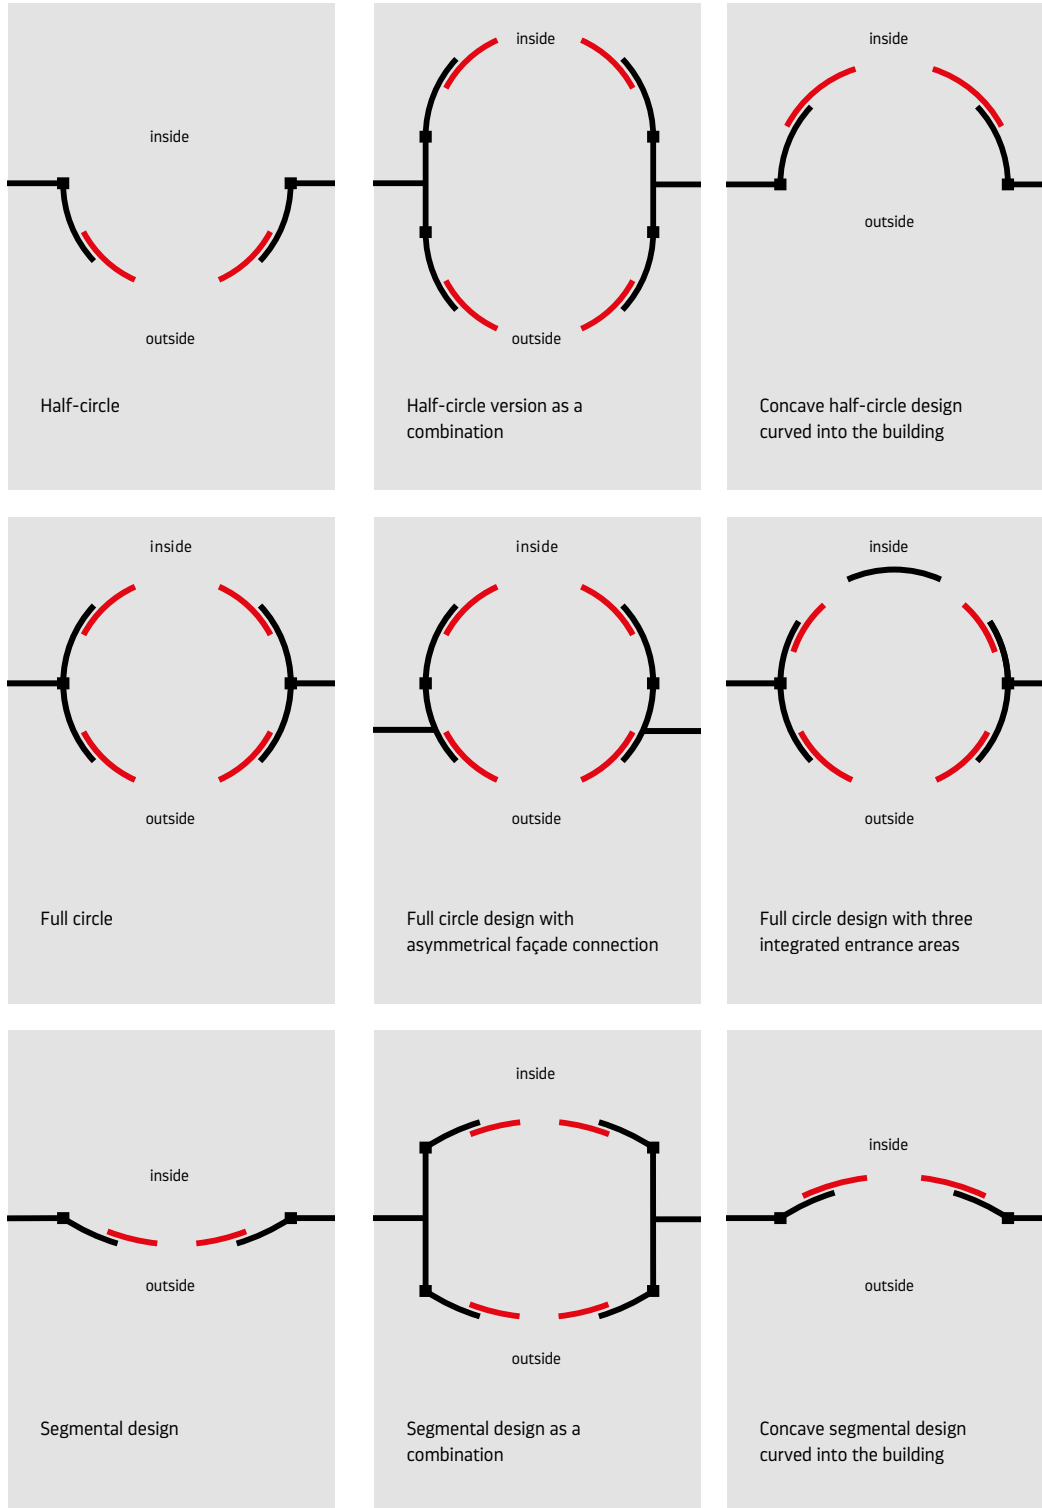 inside
outside
Half-circle
inside
outside
Half-circle version as a
combination
inside
outside
Concave half-circle design
curved into the building
inside
outside
Full circle
inside
outside
Full circle design with
asymmetrical façade connection
inside
outside
Full circle design with three
integrated entrance areas
inside
outside
Segmental design
inside
outside
Segmental design as a
combination
inside
outside
Concave segmental design
curved into the building